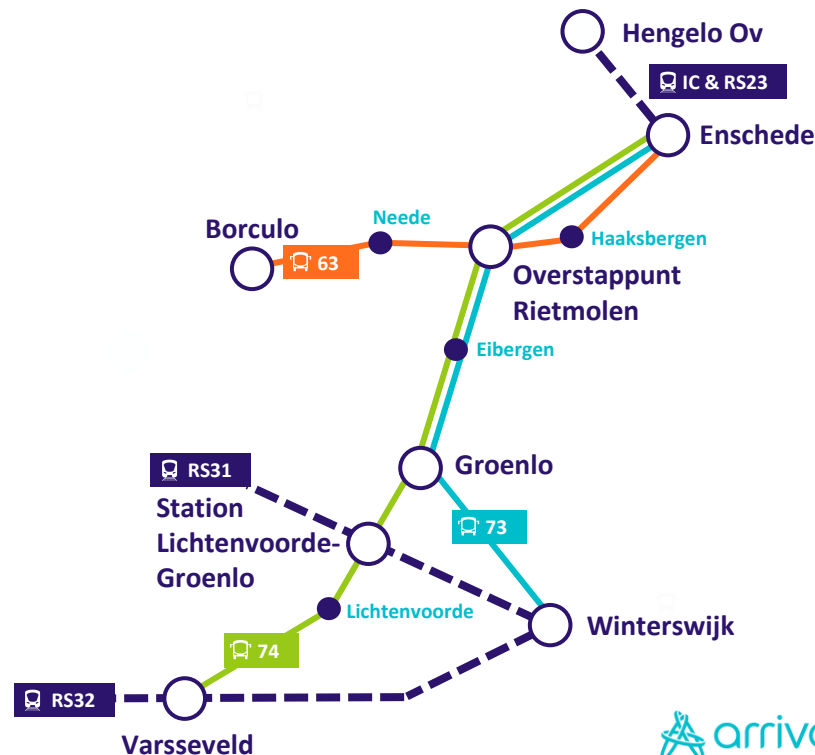 Hengelo Ov
IC & RS23
Enschede
Neede
Borculo
63
Haaksbergen
Overstappunt
Rietmolen
Eibergen
RS31
Groenlo
Station
Lichtenvoorde-
Groenlo
73
Lichtenvoorde
Winterswijk
74
RS32
Varsseveld
arriva